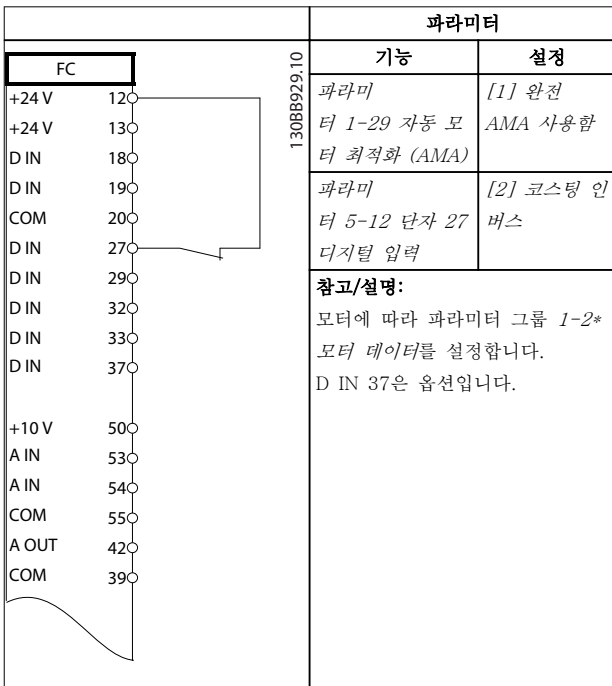 FC
+24 V 12
+24 V 13
D IN 18
D IN 19
COM 20
D IN 27
D IN 29
D IN 32
D IN 33
D IN 37
+10 V 50
A IN 53
A IN 54
COM 55
A OUT 42
COM 39
130BB929.10
파라미터
기능 설정
파라미
터 1-29 자동 모
터 최적화 (AMA)
[1] 완전
AMA 사용함
파라미
터 5-12 단자 27
디지털 입력
[2] 코스팅 인
버스
참고/설명:
모터에 따라 파라미터 그룹 1-2*
모터 데이터를 설정합니다.
D IN 37은 옵션입니다.